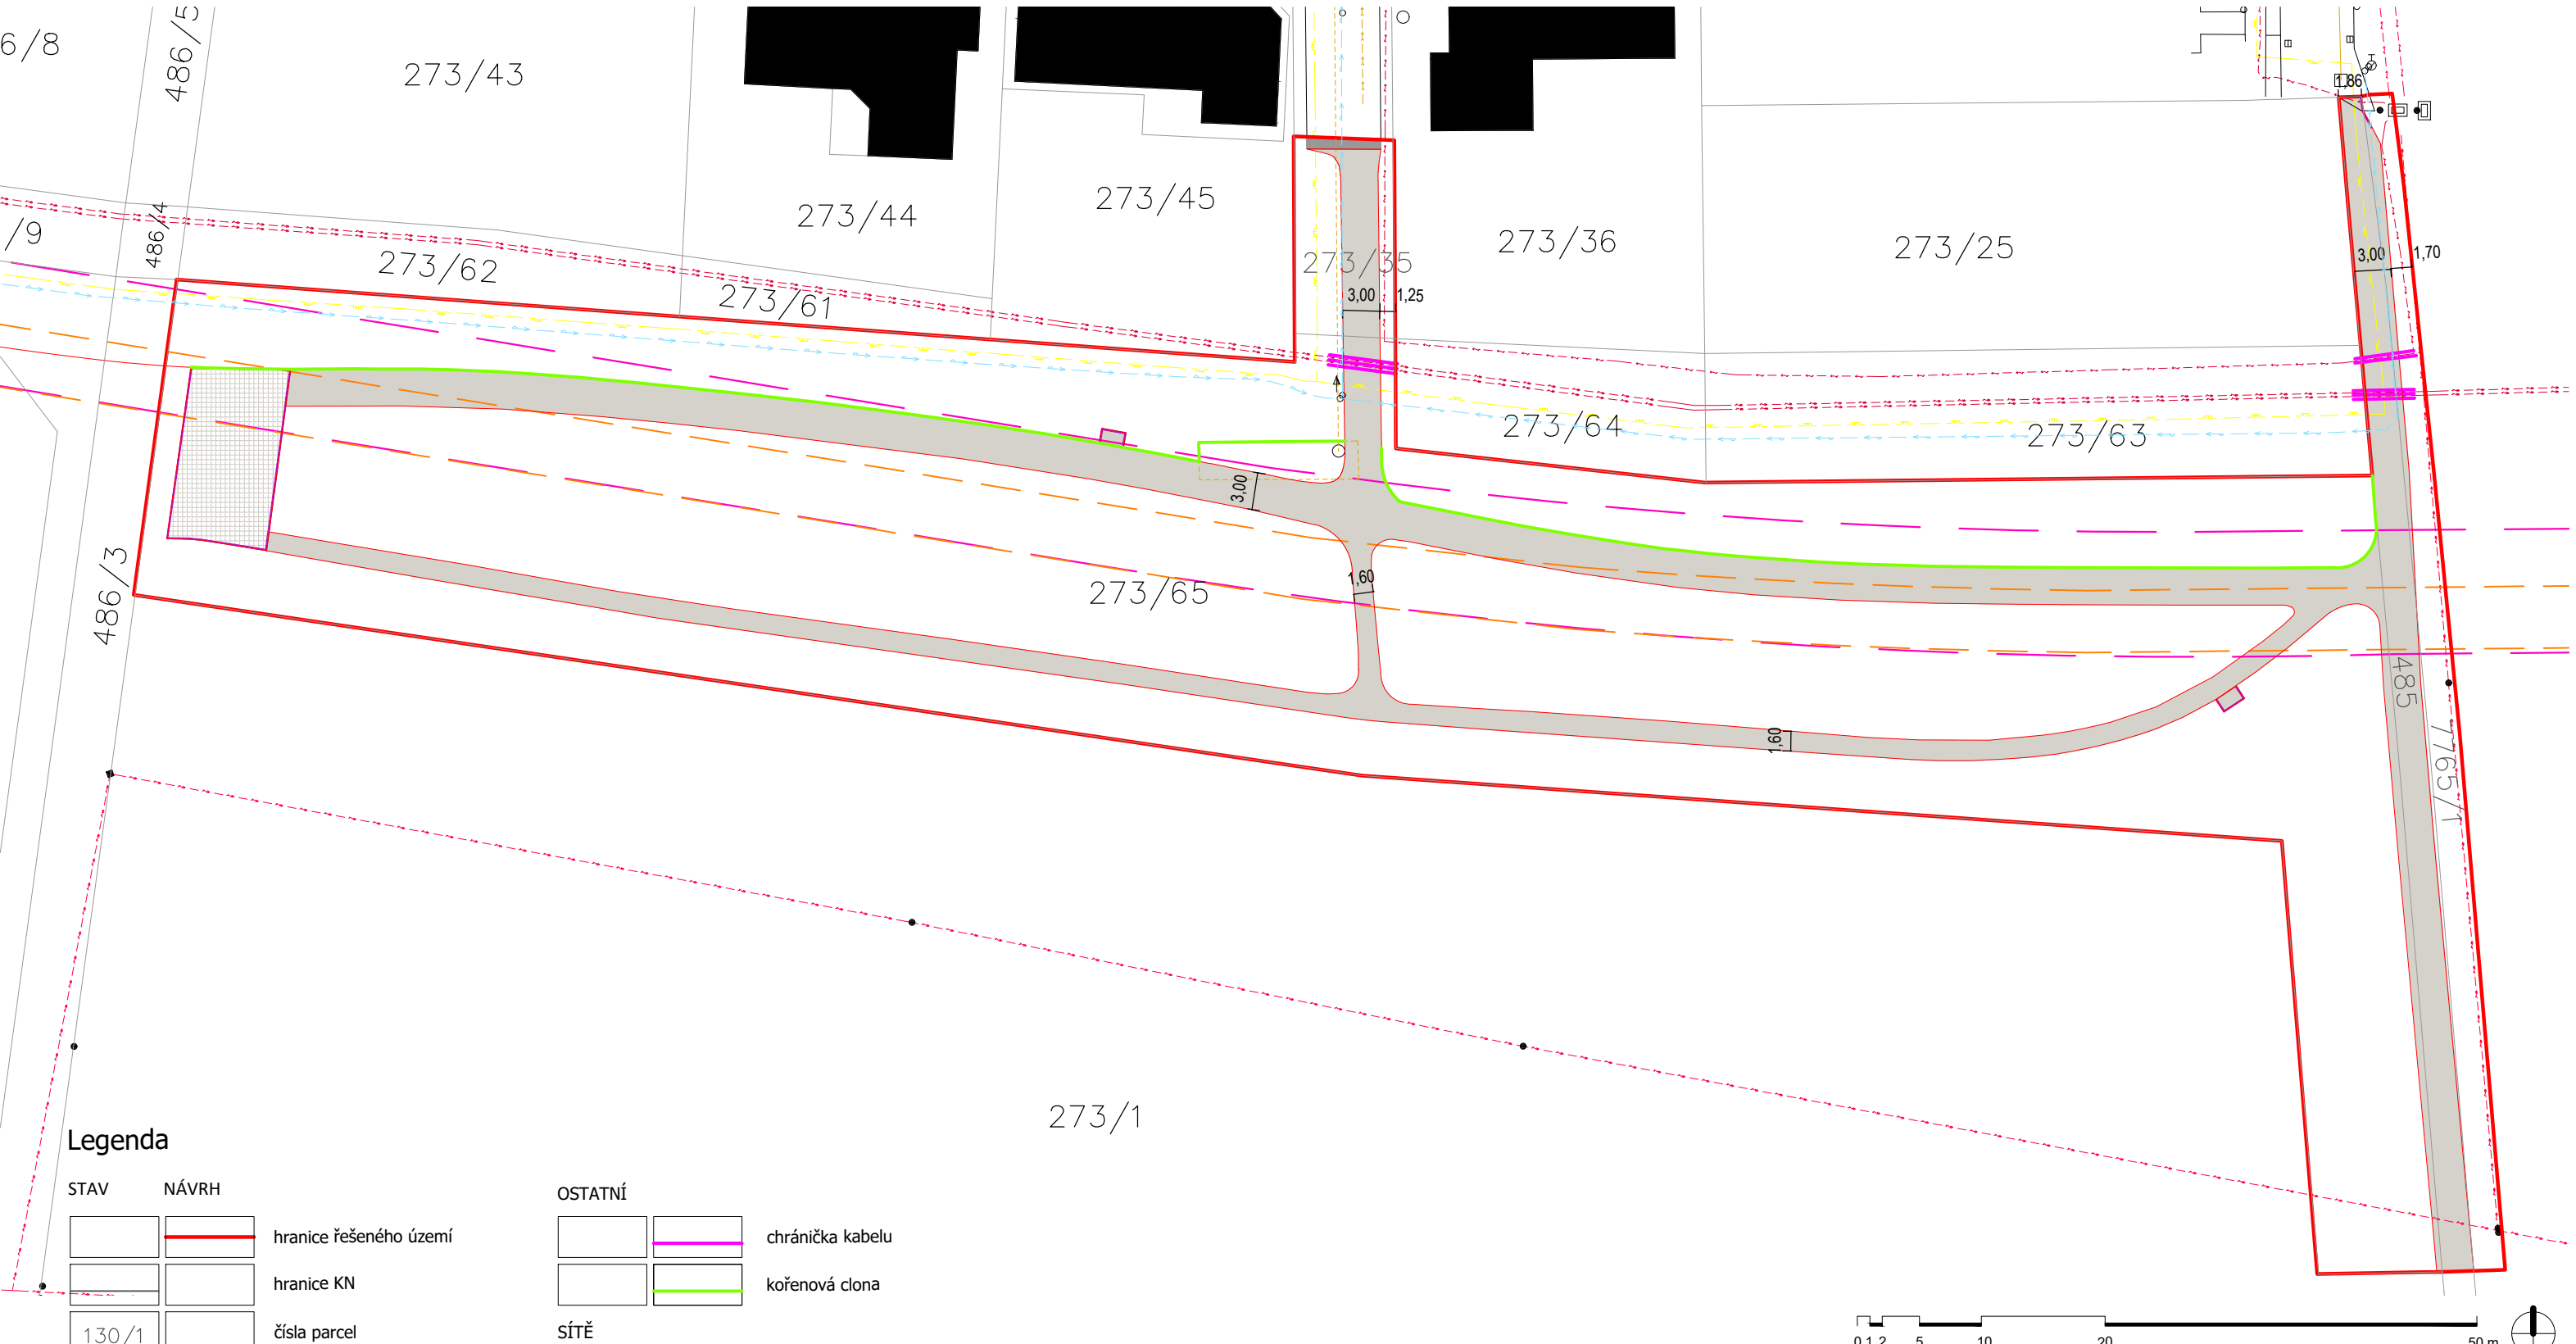 6/8
486/5
273/43
1,86
273/44
273/45
273/36
273/25
/9
486/4
273/62
273/61
273/35
3,00
1,25
3,00
1,70
273/64
273/63
3,00
486/3
273/65
1,60
1,60
485
7765/1
273/1
Legenda
STAV NÁVRH
OSTATNÍ
hranice řešeného území
chránička kabelu
hranice KN
kořenová clona
130/1
čísla parcel
SÍTĚ
0 1 2 5 10 20 50 m